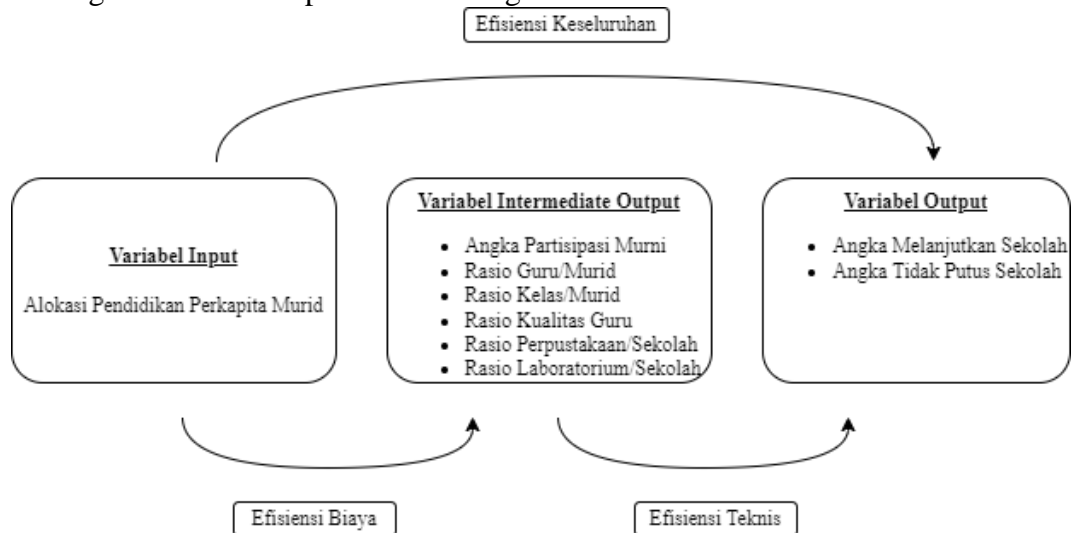 Efisiensi Keseluruhan
Variabel Input
Alokasi Pendidikan Perkapita Murid
Variabel Intermediate Output
• Angka Partisipasi Murni
• Rasio Guru/Murid
• Rasio Kelas/Murid
• Rasio Kualitas Guru
• Rasio Perpustakaan/Sekolah
• Rasio Laboratorium/Sekolah
Variabel Output
• Angka Melanjutkan Sekolah
• Angka Tidak Putus Sekolah
Efisiensi Biaya
Efisiensi Teknis